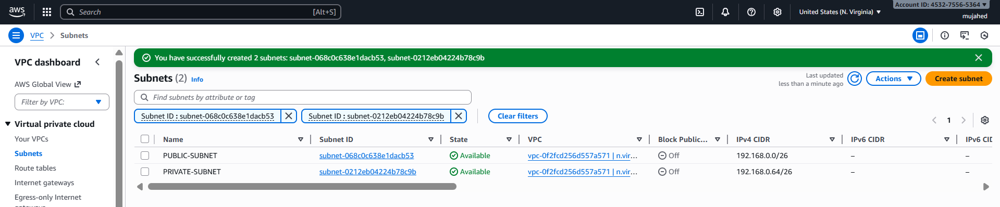 aws
Search [Alt+S]
United States (N. Virginia)
Account ID: 4532-7556-5364
mujahed
VPC Subnets
VPC dashboard
AWS Global View
Filter by VPC:
Virtual private cloud
Your VPCs
Subnets
Route tables
Internet gateways
Egress-only Internet
You have successfully created 2 subnets: subnet-068c0c638e1dacb53, subnet-0212eb04224b78c9b
Subnets (2) Info
Last updated
less than a minute ago
Actions
Create subnet
Find subnets by attribute or tag
Subnet ID : subnet-068c0c638e1dacb53
Subnet ID : subnet-0212eb04224b78c9b
Clear filters
1
Name Subnet ID State VPC Block Public... IPv4 CIDR IPv6 CIDR IPv6 CID
PUBLIC-SUBNET subnet-068c0c638e1dacb53 Available vpc-0f2fcd256d557a571 | n.vir... Off 192.168.0.0/26 – –
PRIVATE-SUBNET subnet-0212eb04224b78c9b Available vpc-0f2fcd256d557a571 | n.vir... Off 192.168.0.64/26 – –